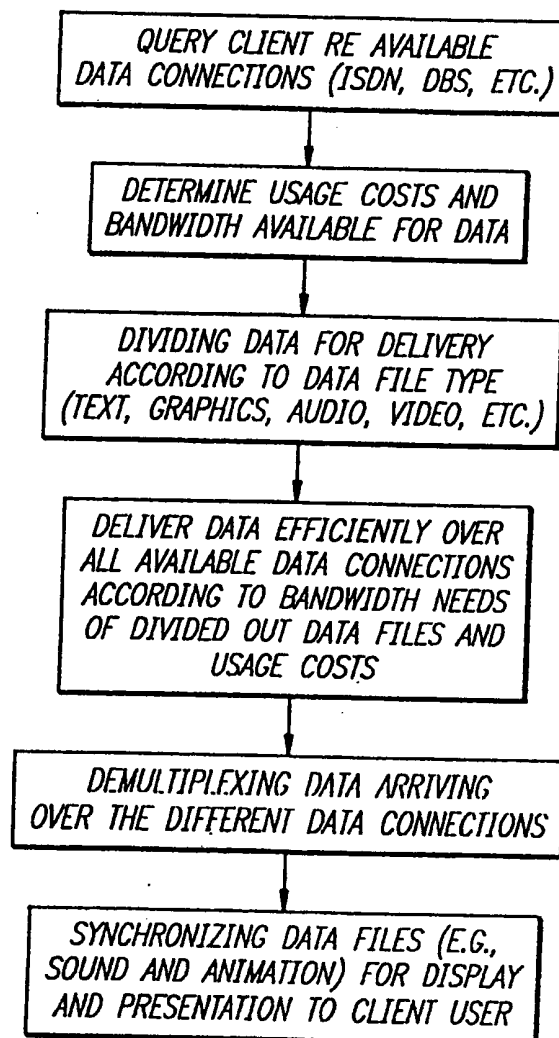 QUERY CLIENT RE AVAILABLE
DATA CONNECTIONS (ISDN, DBS, ETC.)
DETERMINE USAGE COSTS AND
BANDWIDTH AVAILABLE FOR DATA
DIVIDING DATA FOR DELIVERY
ACCORDING TO DATA FILE TYPE
(TEXT, GRAPHICS, AUDIO, VIDEO, ETC.)
DELIVER DATA EFFICIENTLY OVER
ALL AVAILABLE DATA CONNECTIONS
ACCORDING TO BANDWIDTH NEEDS
OF DIVIDED OUT DATA FILES AND
USAGE COSTS
DEMULTIPLEXING DATA ARRIVING
OVER THE DIFFERENT DATA CONNECTIONS
SYNCHRONIZING DATA FILES (E.G.,
SOUND AND ANIMATION) FOR DISPLAY
AND PRESENTATION TO CLIENT USER